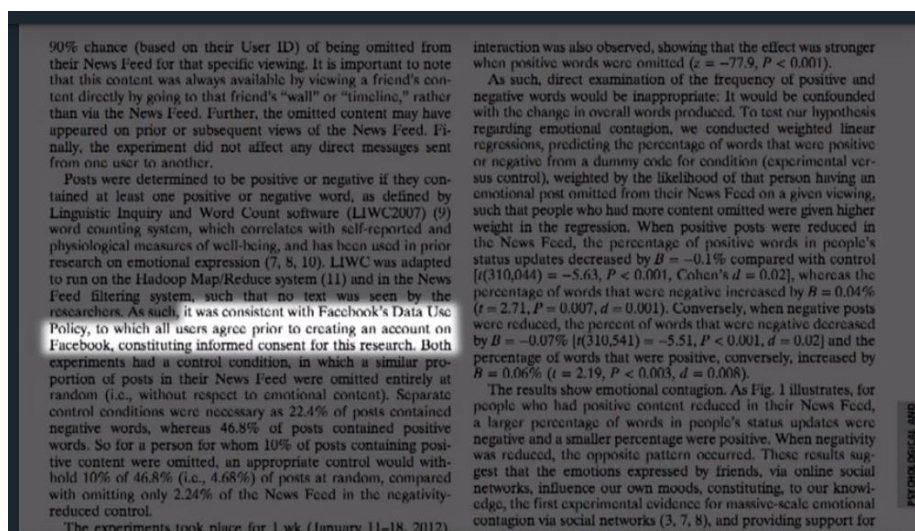 90% chance (based on their User ID) of being omitted from
their News Feed for that specific viewing. It is important to note
that this content was always available by viewing a friend's con-
tent directly by going to that friend's “wall” or “timeline,” rather
than via the News Feed. Further, the omitted content may have
appeared on prior or subsequent views of the News Feed. Fi-
nally, the experiment did not affect any direct messages sent
from one user to another.
Posts were determined to be positive or negative if they con-
tained at least one positive or negative word, as defined by
Linguistic Inquiry and Word Count software (LIWC2007) (9)
word counting system, which correlates with self-reported and
physiological measures of well-being, and has been used in prior
research on emotional expression (7, 8, 10). LIWC was adapted
to run on the Hadoop Map/Reduce system (11) and in the News
Feed filtering system, such that no text was seen by the
researchers. As such, it was consistent with Facebook's Data Use
Policy, to which all users agree prior to creating an account on
Facebook, constituting informed consent for this research. Both
experiments had a control condition, in which a similar pro-
portion of posts in their News Feed were omitted entirely at
random (i.e., without respect to emotional content). Separate
control conditions were necessary as 22.4% of posts contained
negative words, whereas 46.8% of posts contained positive
words. So for a person for whom 10% of posts containing posi-
tive content were omitted, an appropriate control would with-
hold 10% of 46.8% (i.e., 4.68%) of posts at random, compared
with omitting only 2.24% of the News Feed in the negativity-
reduced control.
The experiments took place for 1 wk (January 11–18, 2012).
interaction was also observed, showing that the effect was stronger
when positive words were omitted (z = −77.9, P < 0.001).
As such, direct examination of the frequency of positive and
negative words would be inappropriate: It would be confounded
with the change in overall words produced. To test our hypothesis
regarding emotional contagion, we conducted weighted linear
regressions, predicting the percentage of words that were positive
or negative from a dummy code for condition (experimental ver-
sus control), weighted by the likelihood of that person having an
emotional post omitted from their News Feed on a given viewing,
such that people who had more content omitted were given higher
weight in the regression. When positive posts were reduced in
the News Feed, the percentage of positive words in people's
status updates decreased by B = −0.1% compared with control
[t(310,044) = −5.63, P < 0.001, Cohen's d = 0.02], whereas the
percentage of words that were negative increased by B = 0.04%
(t = 2.71, P = 0.007, d = 0.001). Conversely, when negative posts
were reduced, the percent of words that were negative decreased
by B = −0.07% [t(310,541) = −5.51, P < 0.001, d = 0.02] and the
percentage of words that were positive, conversely, increased by
B = 0.06% (t = 2.19, P < 0.003, d = 0.008).
The results show emotional contagion. As Fig. 1 illustrates, for
people who had positive content reduced in their News Feed,
a larger percentage of words in people's status updates were
negative and a smaller percentage were positive. When negativity
was reduced, the opposite pattern occurred. These results sug-
gest that the emotions expressed by friends, via online social
networks, influence our own moods, constituting, to our knowl-
edge, the first experimental evidence for massive-scale emotional
contagion via social networks (3, 7, 8), and providing support for
PSYCHOLOGICAL AND